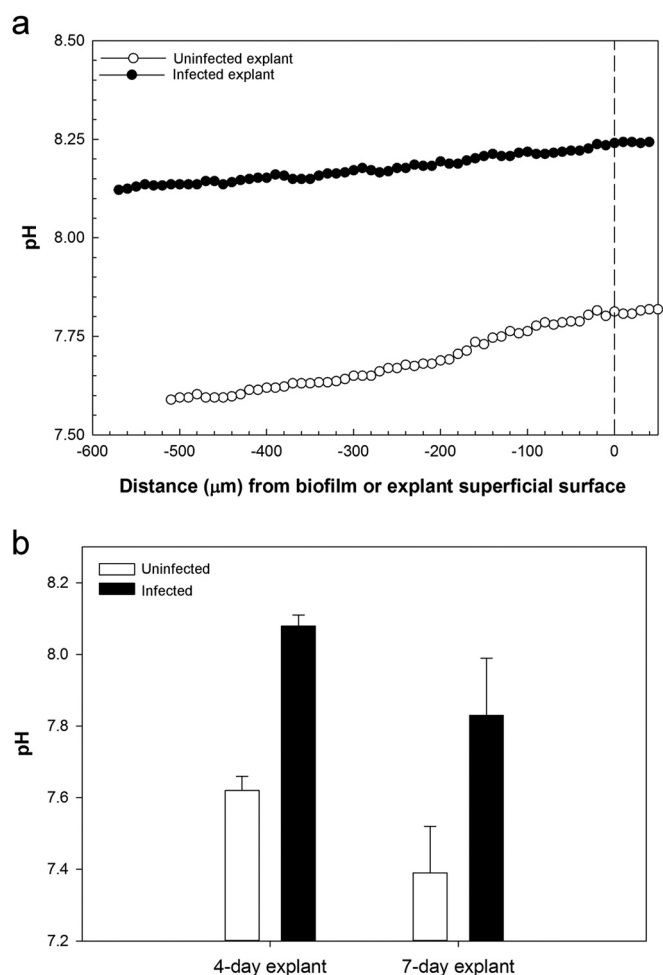 a
8.50
Uninfected explant
Infected explant
8.25
8.00
7.75
7.50
pH
-600 -500 -400 -300 -200 -100 0
Distance (μm) from biofilm or explant superficial surface
b
Uninfected
Infected
8.2
8.0
7.8
7.6
7.4
7.2
pH
4-day explant 7-day explant